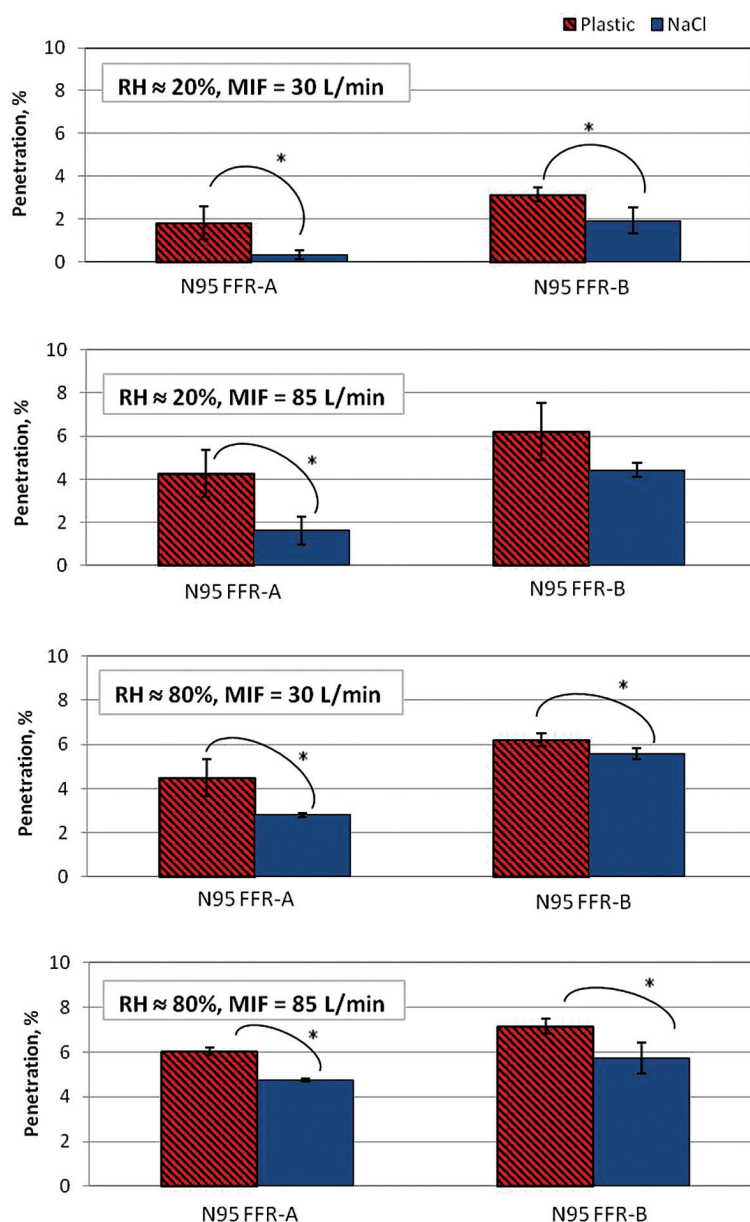 Plastic NaCl
10
8
6
4
2
0
Penetration, %
RH ≈ 20%, MIF = 30 L/min
*
*
N95 FFR-A N95 FFR-B
10
8
6
4
2
0
Penetration, %
RH ≈ 20%, MIF = 85 L/min
*
N95 FFR-A N95 FFR-B
10
8
6
4
2
0
Penetration, %
RH ≈ 80%, MIF = 30 L/min
*
*
N95 FFR-A N95 FFR-B
10
8
6
4
2
0
Penetration, %
RH ≈ 80%, MIF = 85 L/min
*
*
N95 FFR-A N95 FFR-B